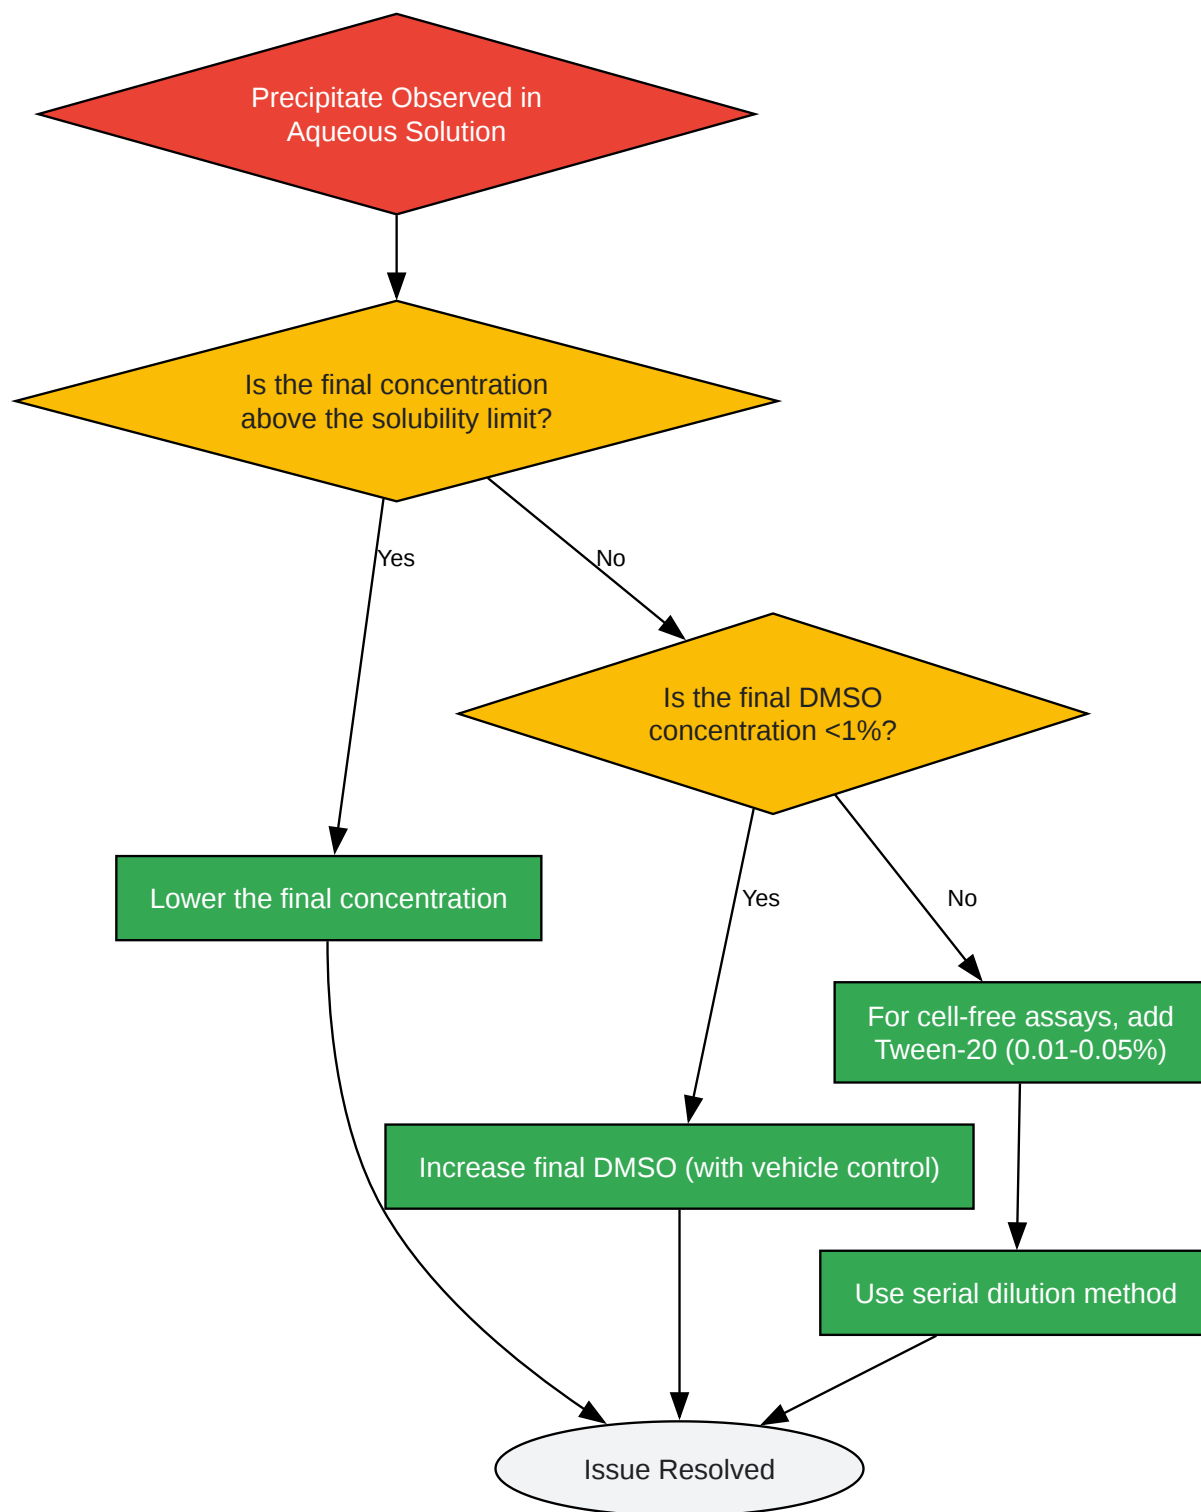 Precipitate Observed in
Aqueous Solution
Is the final concentration
above the solubility limit?
Yes
No
Is the final DMSO
concentration <1%?
Lower the final concentration
Yes
No
For cell-free assays, add
Tween-20 (0.01-0.05%)
Increase final DMSO (with vehicle control)
Use serial dilution method
Issue Resolved